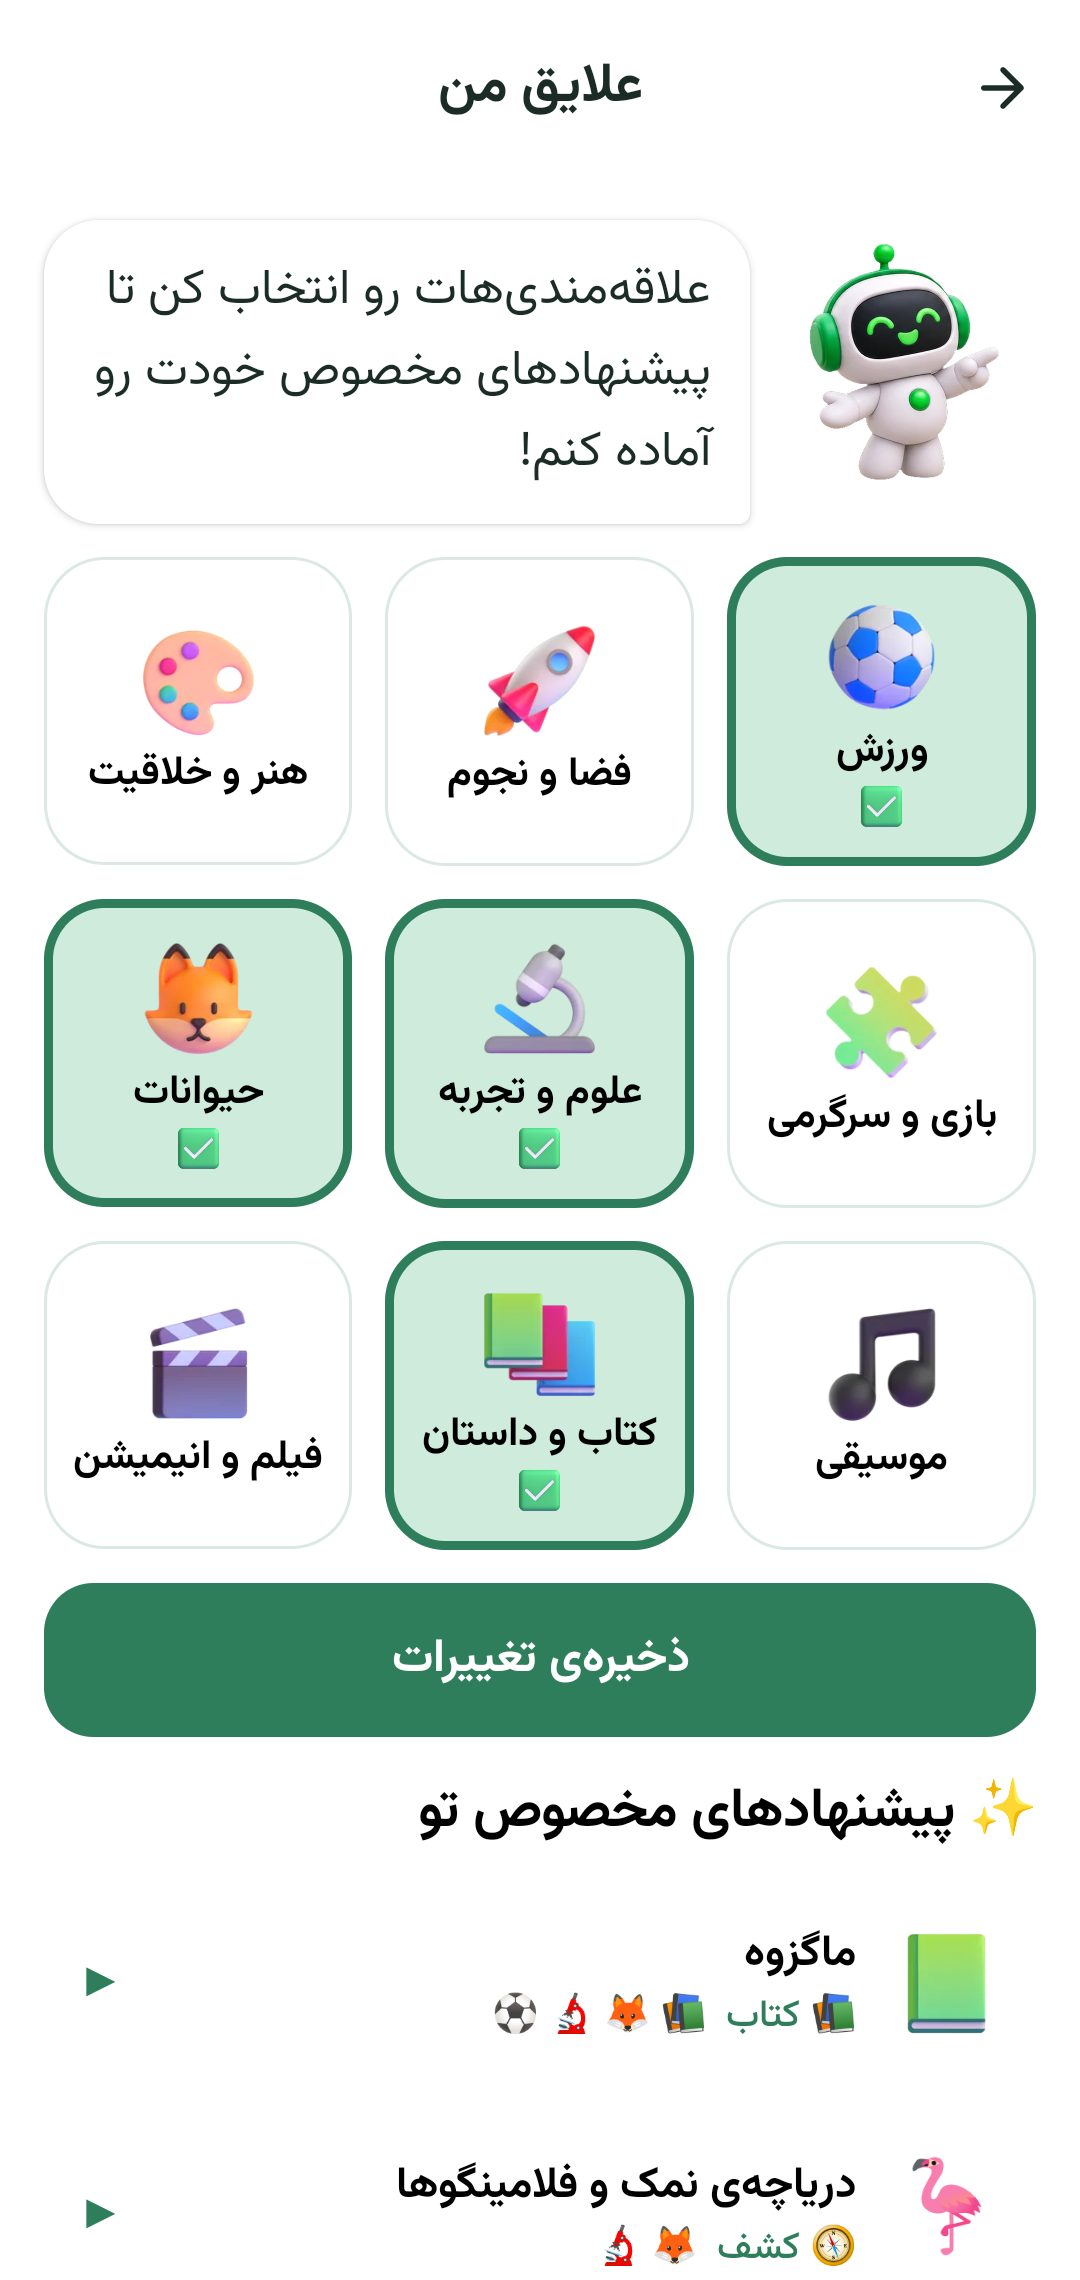 علایق من
علاقه‌مندی‌هات رو انتخاب کن تا
پیشنهادهای مخصوص خودت رو
آماده کنم!
ورزش
فضا و نجوم
هنر و خلاقیت
بازی و سرگرمی
علوم و تجربه
حیوانات
موسیقی
کتاب و داستان
فیلم و انیمیشن
ذخیره‌ی تغییرات
پیشنهادهای مخصوص تو
ماگزوه
کتاب
دریاچه‌ی نمک و فلامینگوها
کشف